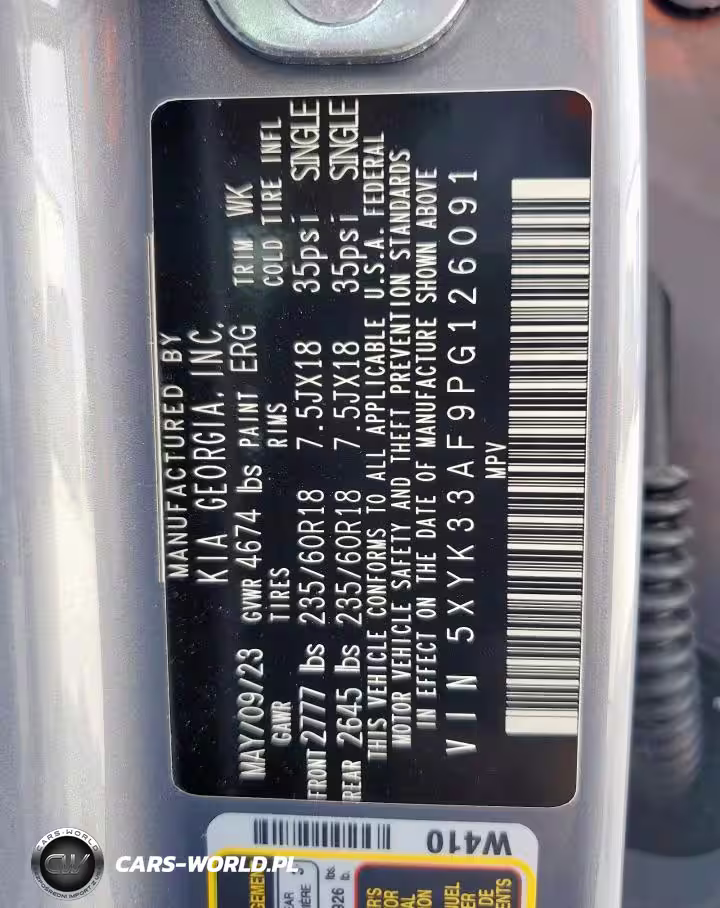 MANUFACTURED BY
KIA GEORGIA, INC.
MAY/09/23 GVWR 4674 lbs PAINT ERG TRIM WK
GAWR TIRES RIMS COLD TIRE INFL
FRONT 2777 lbs 235/60R18 7.5JX18 35psi SINGLE
REAR 2645 lbs 235/60R18 7.5JX18 35psi SINGLE
THIS VEHICLE CONFORMS TO ALL APPLICABLE U.S.A. FEDERAL
MOTOR VEHICLE SAFETY AND THEFT PREVENTION STANDARDS
IN EFFECT ON THE DATE OF MANUFACTURE SHOWN ABOVE
VIN 5XYK33AF9PG126091
MPV
W410
CARS-WORLD
CW
CARS-WORLD.PL